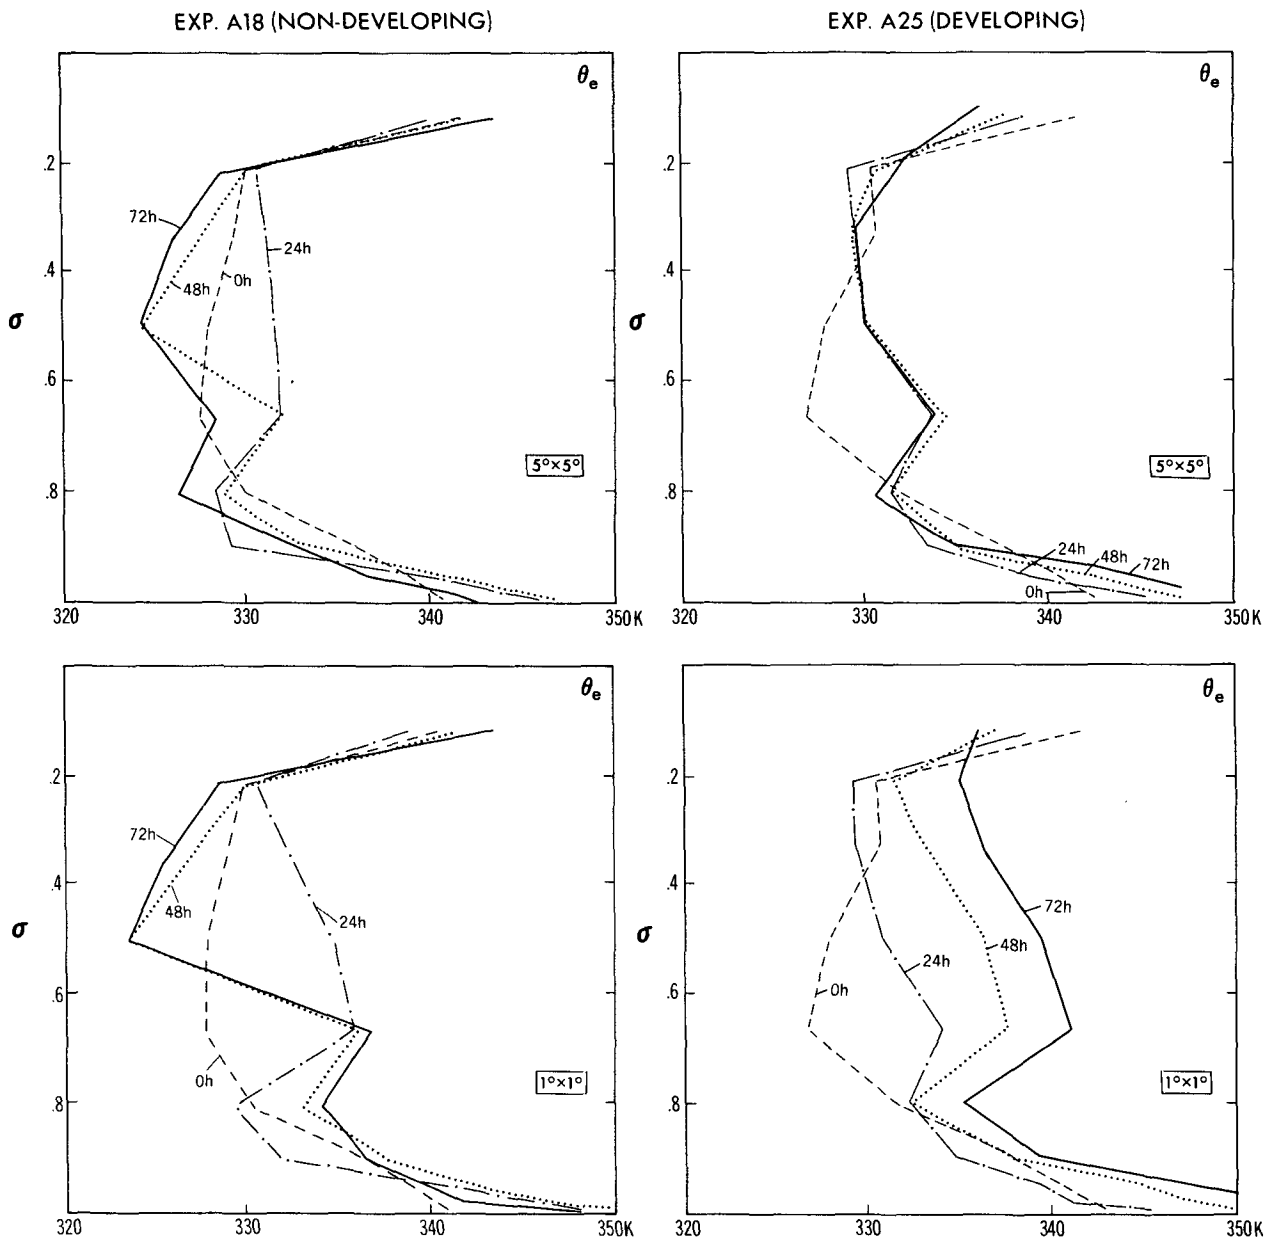 EXP. A18 (NON-DEVELOPING)
EXP. A25 (DEVELOPING)
θe
.2
72h
24h
0h
48h
.4
σ
.6
5°×5°
.8
320
330
340
350K
θe
.2
.4
σ
.6
5°×5°
.8
24h
48h
72h
0h
320
330
340
350K
θe
.2
72h
.4
48h
24h
σ
.6
0h
1°×1°
.8
320
330
340
350K
θe
.2
.4
72h
σ
48h
24h
0h
.6
1°×1°
.8
320
330
340
350K